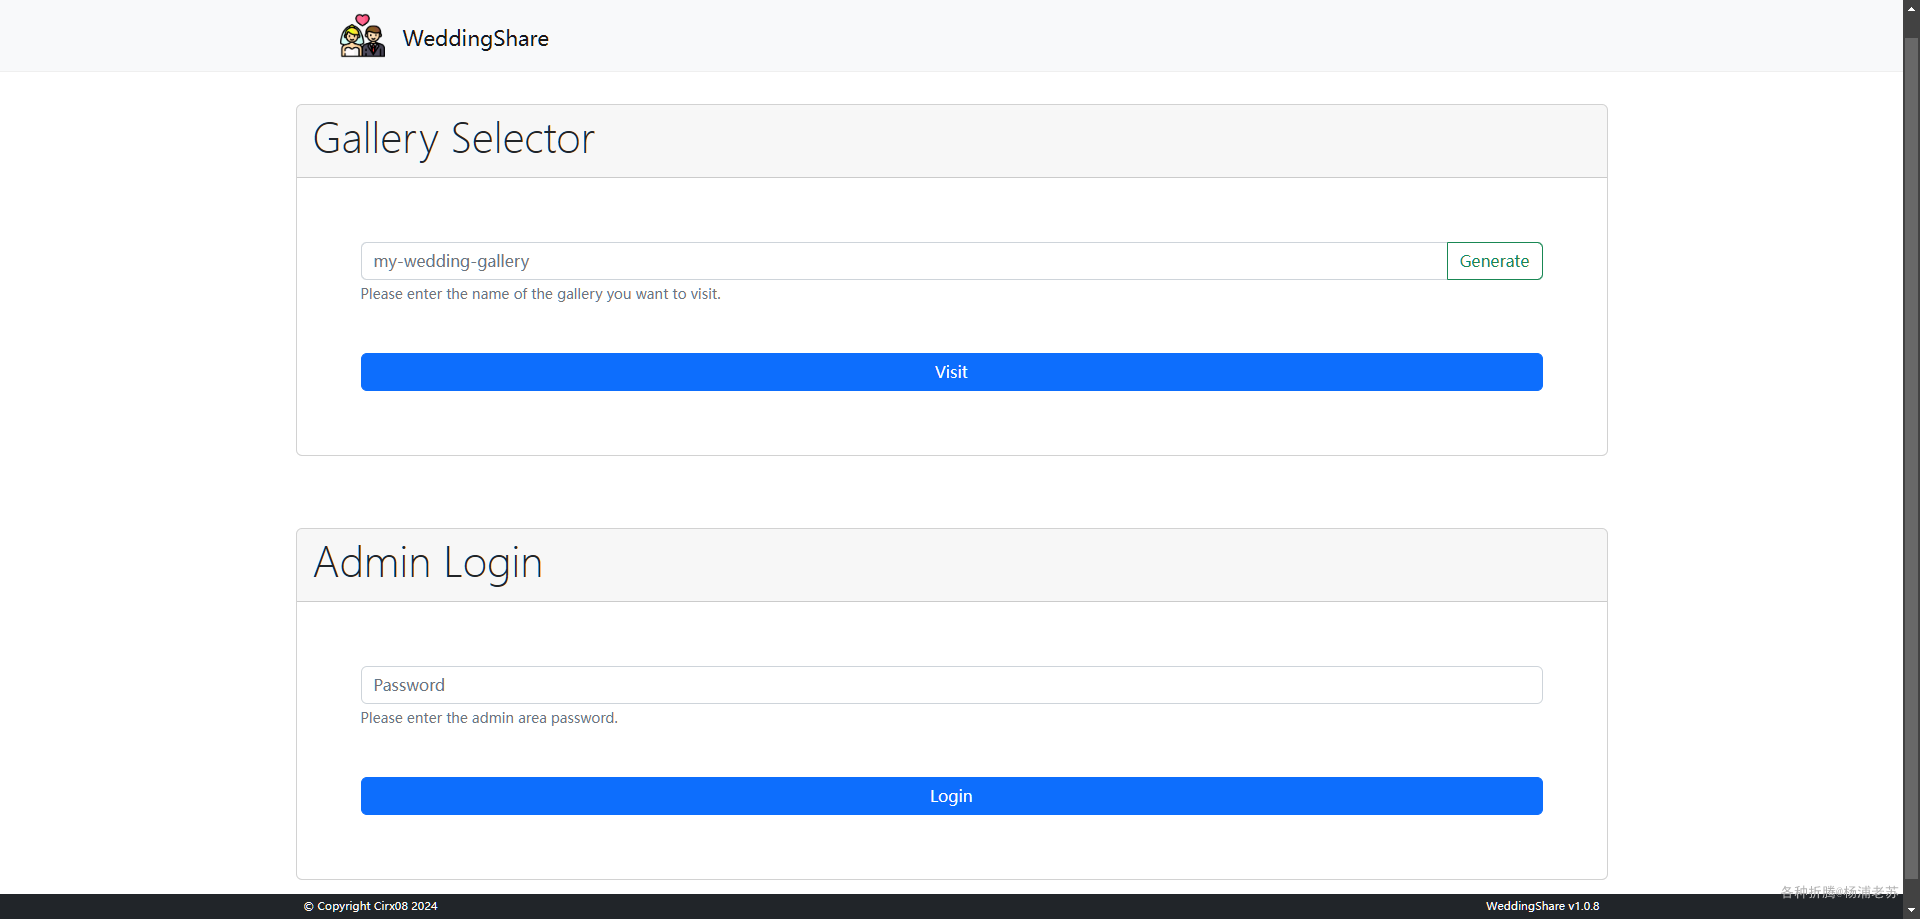 WeddingShare
Gallery Selector
my-wedding-gallery
Generate
Please enter the name of the gallery you want to visit.
Visit
Admin Login
Password
Please enter the admin area password.
Login
各种折腾@杨浦老苏
© Copyright Cirx08 2024
WeddingShare v1.0.8